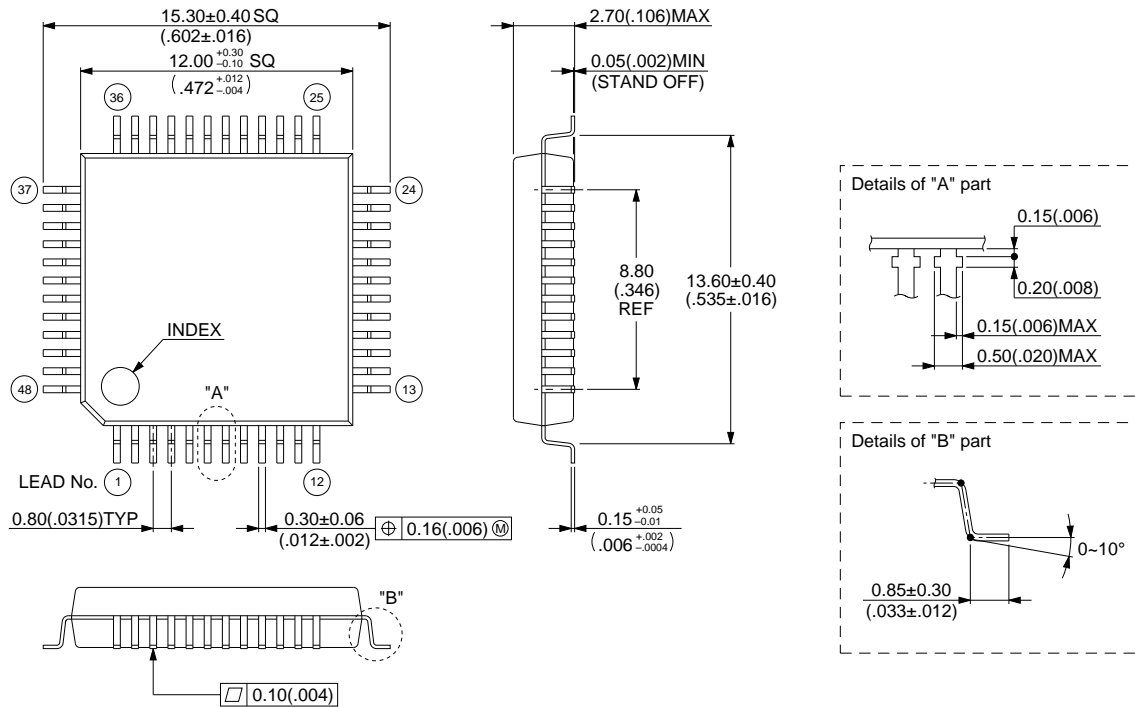 15.30±0.40 SQ
(.602±.016)
12.00 +0.30 –0.10 SQ
(.472 +.012 –.004)
36
25
37
24
INDEX
48
13
"A"
LEAD No.
1
12
0.80(.0315)TYP
0.30±0.06
(.012±.002)
⌖ 0.16(.006) Ⓜ
2.70(.106)MAX
0.05(.002)MIN
(STAND OFF)
8.80
(.346)
REF
13.60±0.40
(.535±.016)
0.15 +0.05 –0.01
(.006 +.002 –.0004)
"B"
⏥ 0.10(.004)
Details of "A" part
0.15(.006)
0.20(.008)
0.15(.006)MAX
0.50(.020)MAX
Details of "B" part
0~10°
0.85±0.30
(.033±.012)